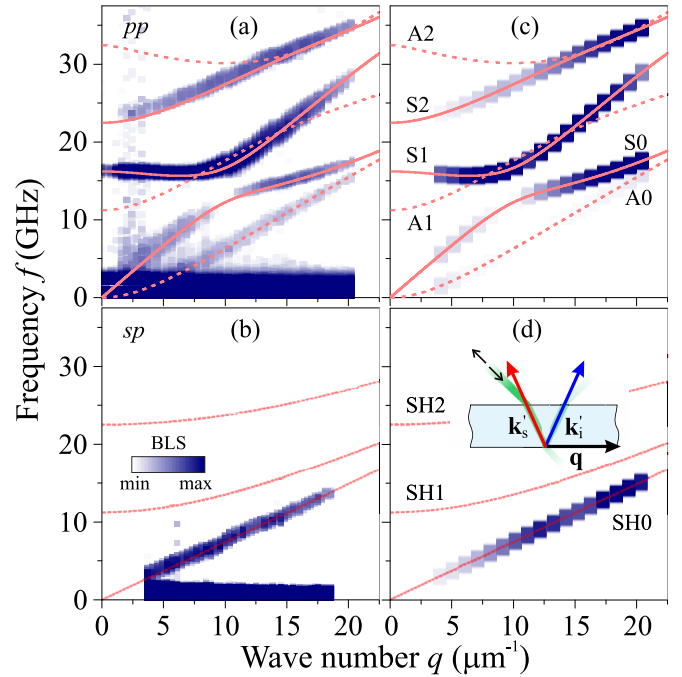 pp (a) (c)
A2
S2
S1
S0
A0
A1
30
20
10
0
Frequency f (GHz)
sp (b) (d)
30
20
10
0
BLS
min max
k's k'i
q
SH2
SH1
SH0
0 5 10 15 20 0 5 10 15 20
Wave number q (μm⁻¹)